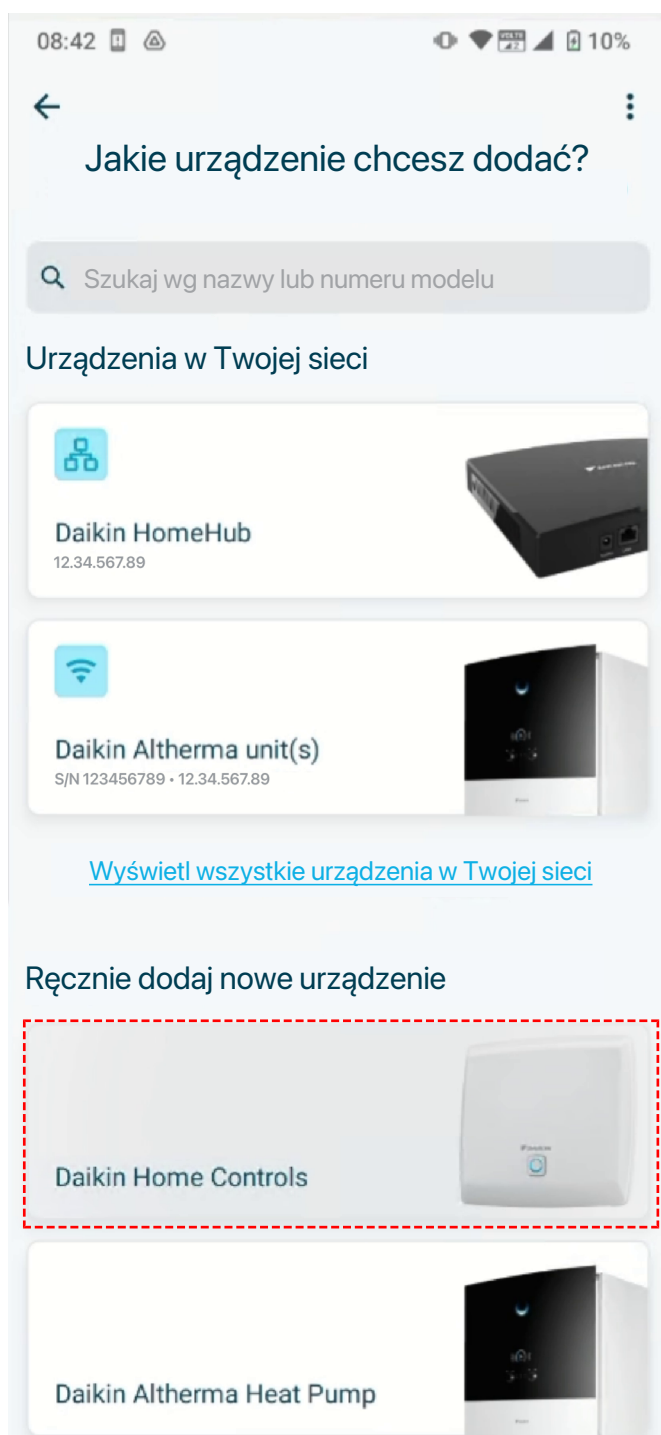 08:42
10%
Jakie urządzenie chcesz dodać?
Szukaj wg nazwy lub numeru modelu
Urządzenia w Twojej sieci
Daikin HomeHub
12.34.567.89
Daikin Altherma unit(s)
S/N 123456789 • 12.34.567.89
Wyświetl wszystkie urządzenia w Twojej sieci
Ręcznie dodaj nowe urządzenie
Daikin Home Controls
Daikin Altherma Heat Pump